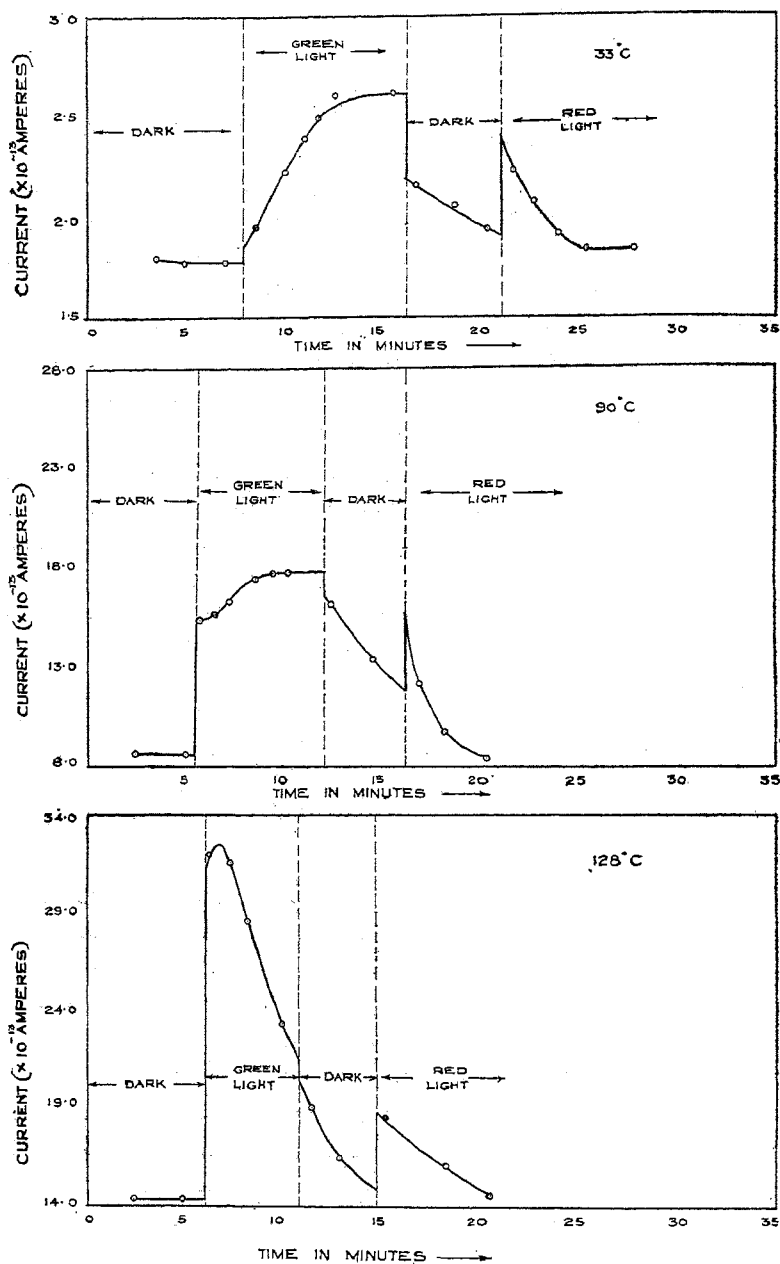 3·0
GREEN
LIGHT
33°C
2·5
DARK
DARK
RED
LIGHT
CURRENT (×10⁻¹³ AMPERES)
2·0
1·5
0 5 10 15 20 25 30 35
TIME IN MINUTES
28·0
90°C
23·0
DARK
GREEN
LIGHT
DARK
RED
LIGHT
CURRENT (×10⁻¹³ AMPERES)
18·0
13·0
8·0
5 10 15 20 25 30 35
TIME IN MINUTES
34·0
128°C
29·0
CURRENT (×10⁻¹³ AMPERES)
24·0
DARK
GREEN
LIGHT
DARK
RED
LIGHT
19·0
14·0
0 5 10 15 20 25 30 35
TIME IN MINUTES